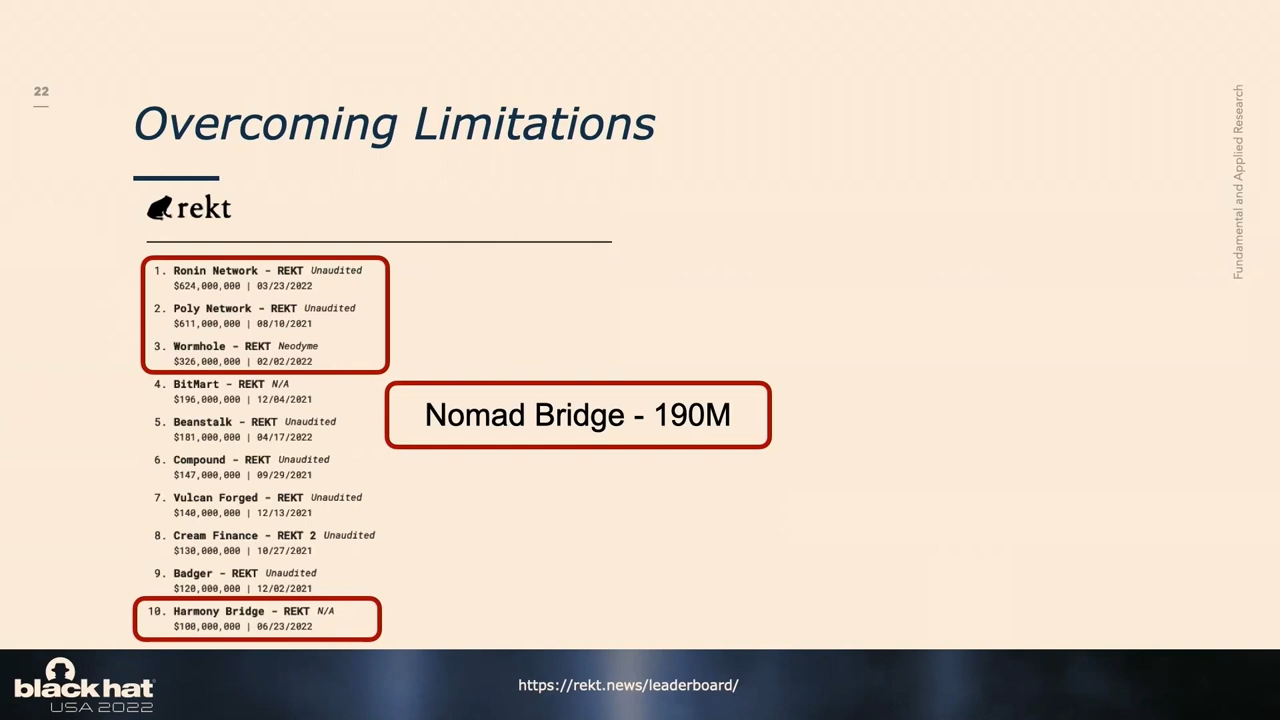 22
Overcoming Limitations
Fundamental and Applied Research
rekt
1. Ronin Network - REKT Unaudited
$624,000,000 | 03/23/2022
2. Poly Network - REKT Unaudited
$611,000,000 | 08/10/2021
3. Wormhole - REKT Neodyme
$326,000,000 | 02/02/2022
4. BitMart - REKT N/A
$196,000,000 | 12/04/2021
Nomad Bridge - 190M
5. Beanstalk - REKT Unaudited
$181,000,000 | 04/17/2022
6. Compound - REKT Unaudited
$147,000,000 | 09/29/2021
7. Vulcan Forged - REKT Unaudited
$140,000,000 | 12/13/2021
8. Cream Finance - REKT 2 Unaudited
$130,000,000 | 10/27/2021
9. Badger - REKT Unaudited
$120,000,000 | 12/02/2021
10. Harmony Bridge - REKT N/A
$100,000,000 | 06/23/2022
black hat
USA 2022
https://rekt.news/leaderboard/